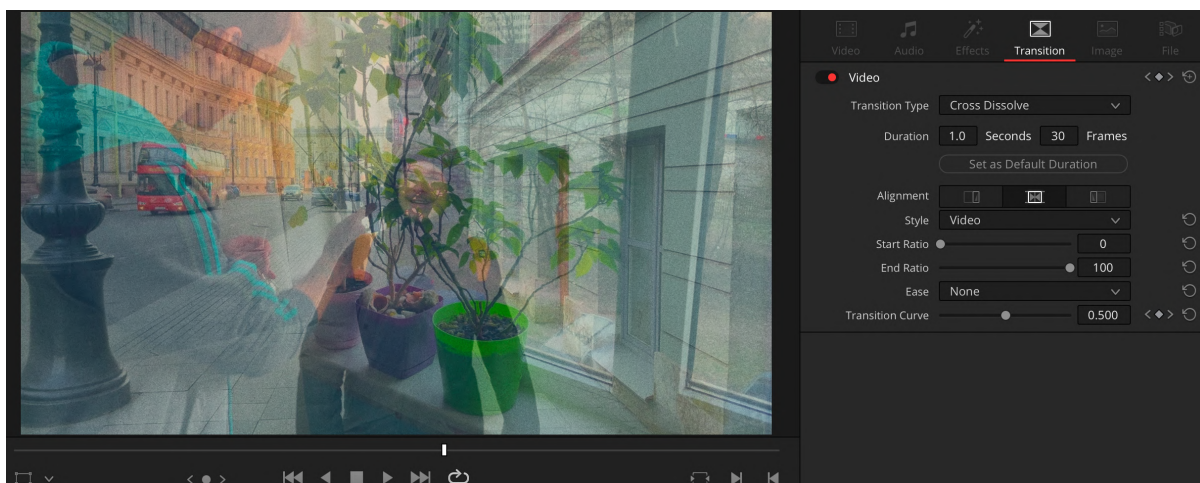 Video Audio Effects Transition Image File
Video
Transition Type Cross Dissolve
Duration 1.0 Seconds 30 Frames
Set as Default Duration
Alignment
Style Video
Start Ratio 0
End Ratio 100
Ease None
Transition Curve 0.500